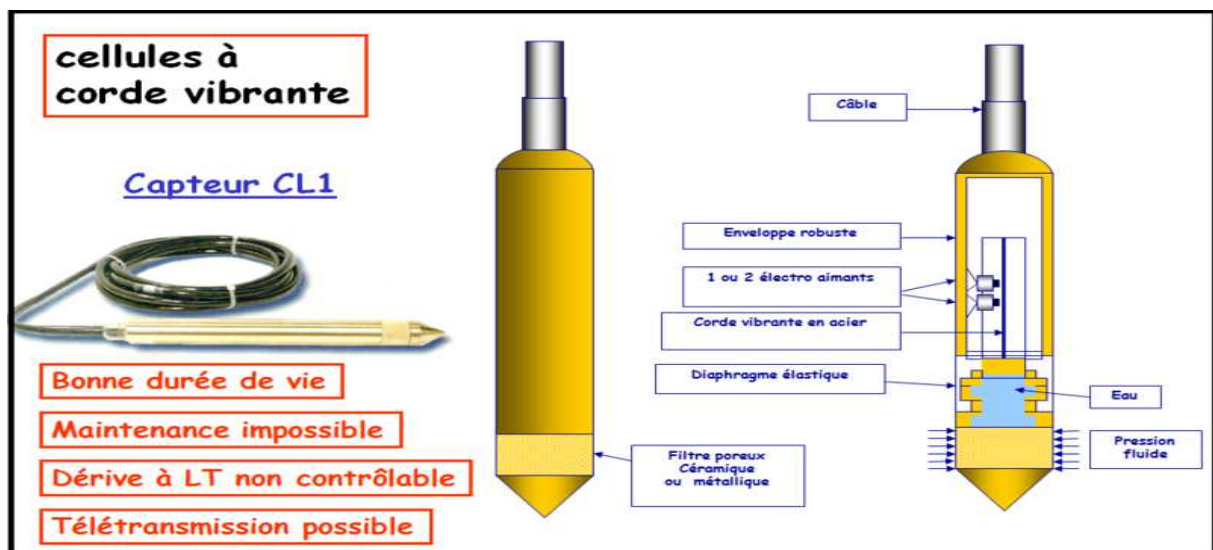 cellules à
corde vibrante
Capteur CL1
Bonne durée de vie
Maintenance impossible
Dérive à LT non contrôlable
Télétransmission possible
Filtre poreux
Céramique
ou métallique
Câble
Enveloppe robuste
1 ou 2 électro aimants
Corde vibrante en acier
Diaphragme élastique
Eau
Pression
fluide